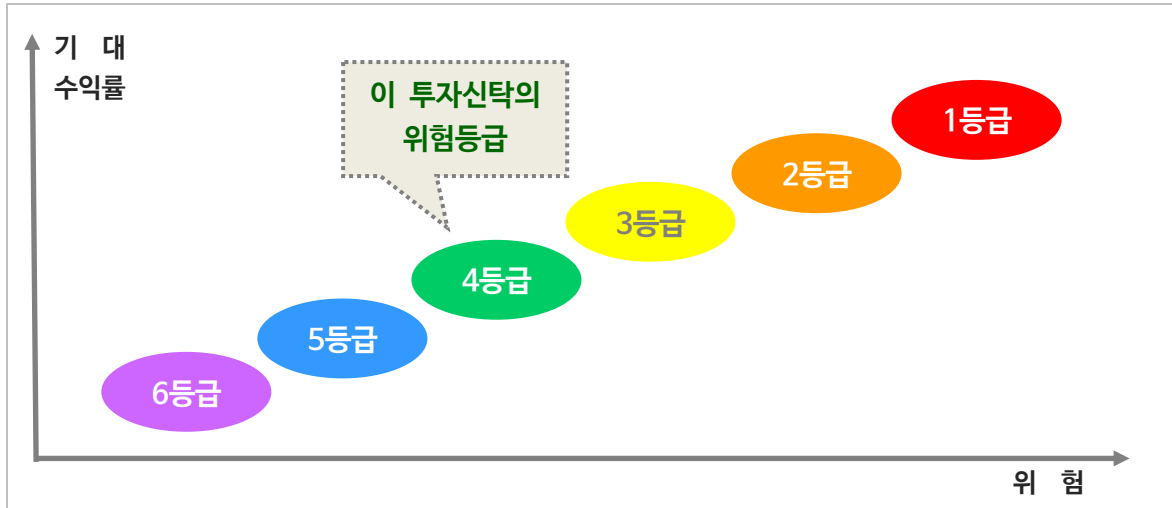 기 대
수익률
이 투자신탁의
위험등급
1등급
2등급
3등급
4등급
5등급
6등급
위 험